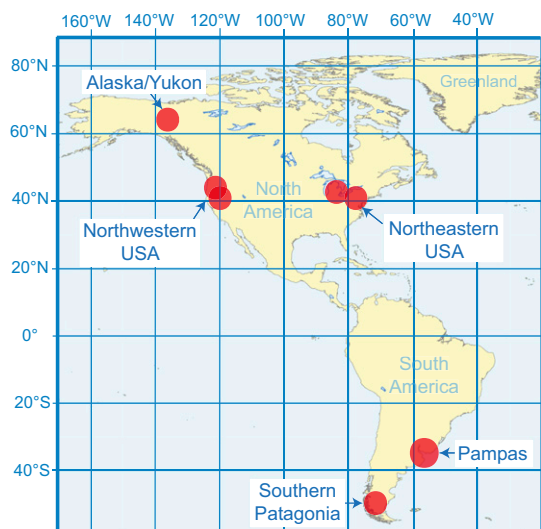 160°W 140°W 120°W 100°W 80°W 60°W 40°W
80°N
Alaska/Yukon
Greenland
60°N
40°N
North
America
Northwestern
USA
Northeastern
USA
20°N
0°
South
America
20°S
Pampas
40°S
Southern
Patagonia